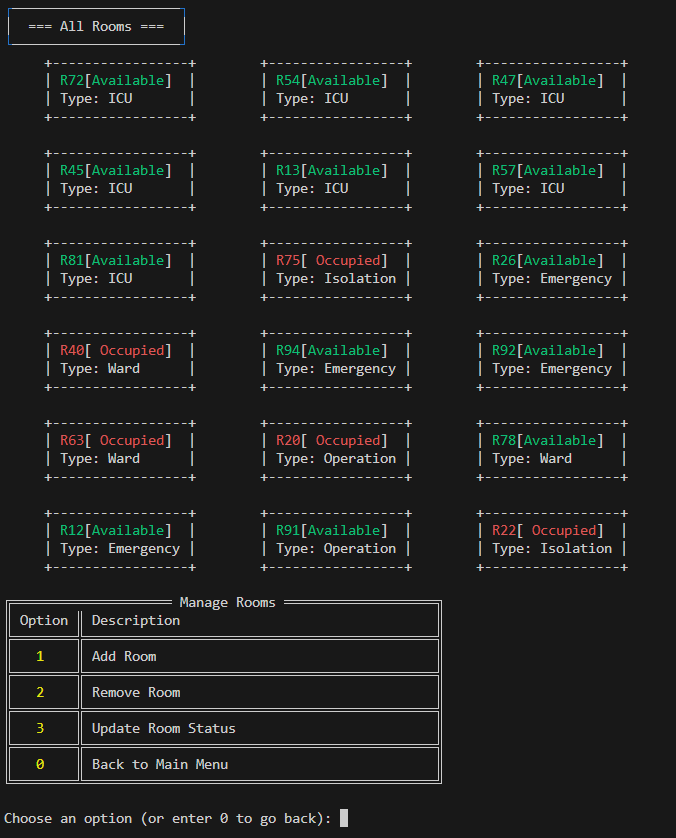 === All Rooms ===
R72[Available] R54[Available] R47[Available]
Type: ICU Type: ICU Type: ICU
R45[Available] R13[Available] R57[Available]
Type: ICU Type: ICU Type: ICU
R81[Available] R75[ Occupied] R26[Available]
Type: ICU Type: Isolation Type: Emergency
R40[ Occupied] R94[Available] R92[Available]
Type: Ward Type: Emergency Type: Emergency
R63[ Occupied] R20[ Occupied] R78[Available]
Type: Ward Type: Operation Type: Ward
R12[Available] R91[Available] R22[ Occupied]
Type: Emergency Type: Operation Type: Isolation
Manage Rooms
Option Description
1 Add Room
2 Remove Room
3 Update Room Status
0 Back to Main Menu
Choose an option (or enter 0 to go back):